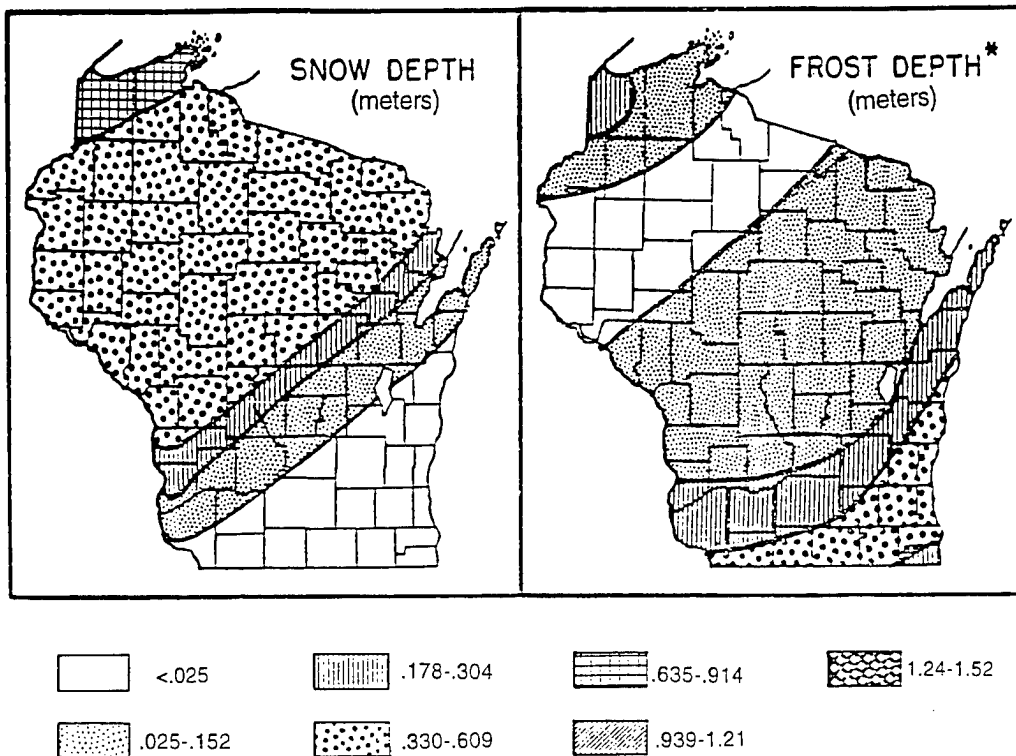 SNOW DEPTH
(meters)
FROST DEPTH*
(meters)
<.025
.178-.304
.635-.914
1.24-1.52
.025-.152
.330-.609
.939-1.21